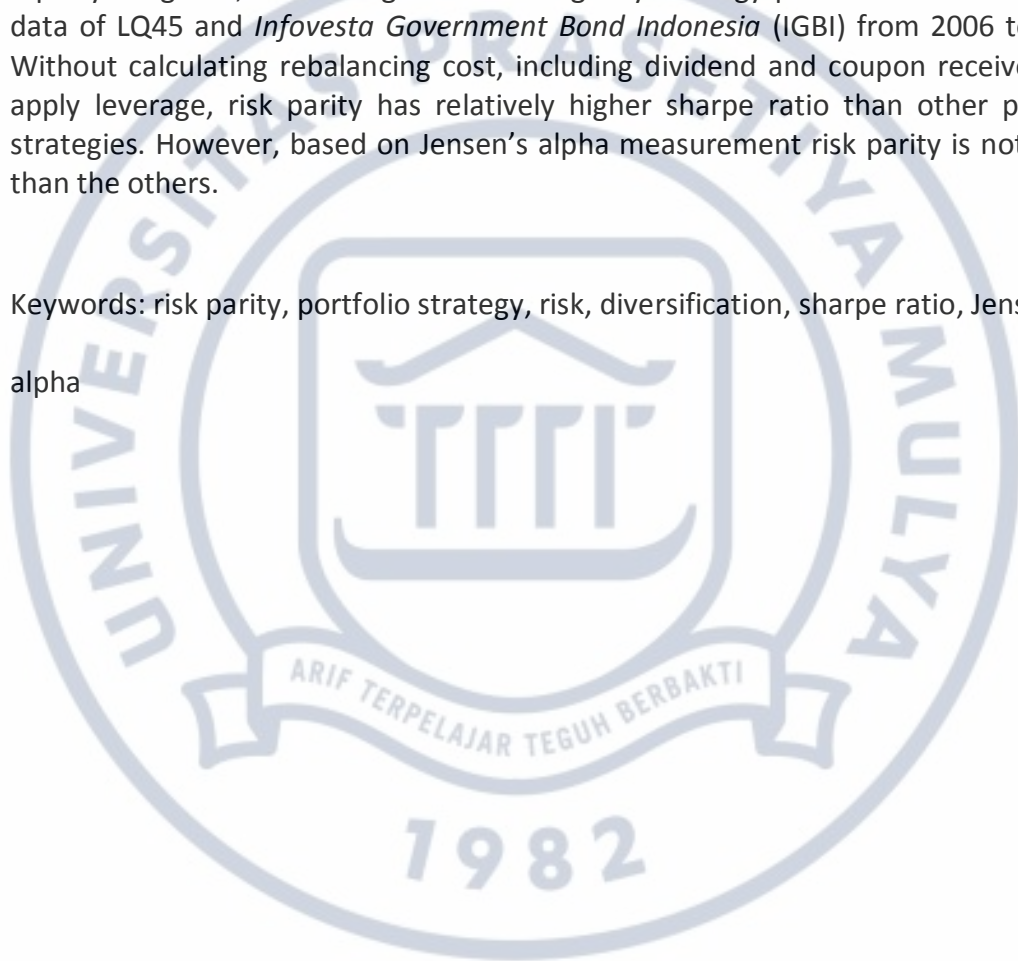 data of LQ45 and Infovesta Government Bond Indonesia (IGBI) from 2006 to
Without calculating rebalancing cost, including dividend and coupon receive
apply leverage, risk parity has relatively higher sharpe ratio than other p
strategies. However, based on Jensen's alpha measurement risk parity is not
than the others.
Keywords: risk parity, portfolio strategy, risk, diversification, sharpe ratio, Jens
alpha
UNIVERSITAS PRASETIYA MULYA
ARIF TERPELAJAR TEGUH BERBAKTI
1982